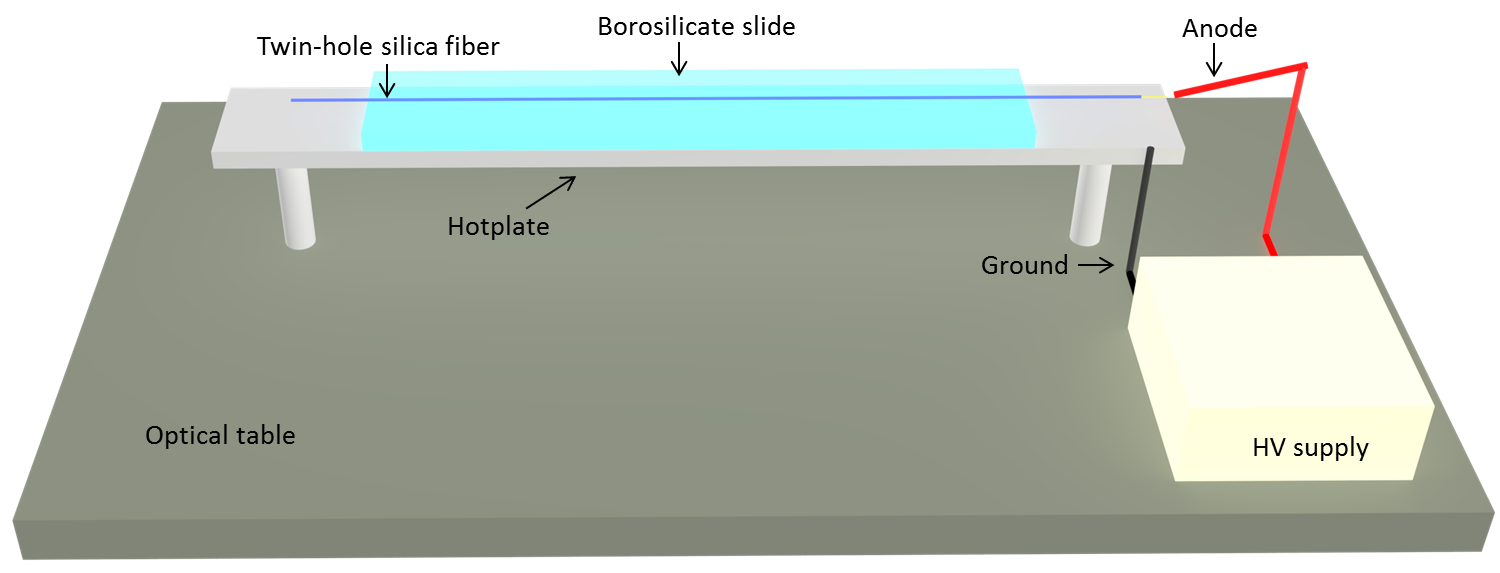 Borosilicate slide
Anode
Twin-hole silica fiber
Hotplate
Ground
Optical table
HV supply